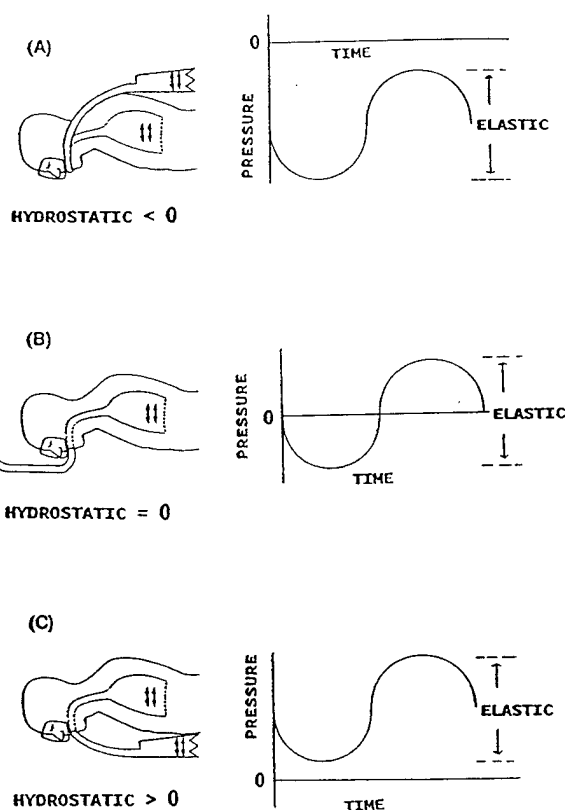 (A)
0
TIME
PRESSURE
ELASTIC
HYDROSTATIC < 0
(B)
PRESSURE
0
ELASTIC
TIME
HYDROSTATIC = 0
(C)
PRESSURE
ELASTIC
0
TIME
HYDROSTATIC > 0